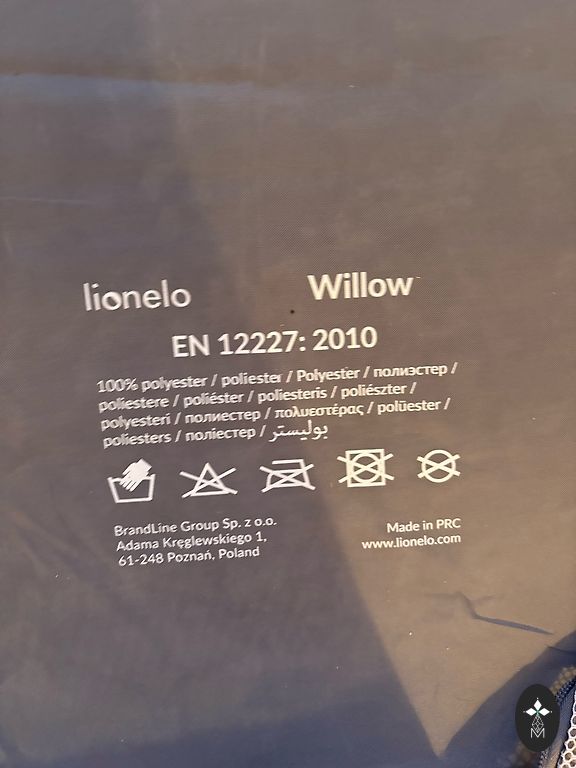 lionelo
Willow
EN 12227: 2010
100% polyester / poliester / Polyester / полиэстер /
poliestere / poliéster / poliesteris / poliészter /
polyesteri / полиестер / πολυεστέρας / polüester /
poliesters / поліестер / بوليستر
BrandLine Group Sp. z o.o.
Adama Kręglewskiego 1,
61-248 Poznań, Poland
Made in PRC
www.lionelo.com
M